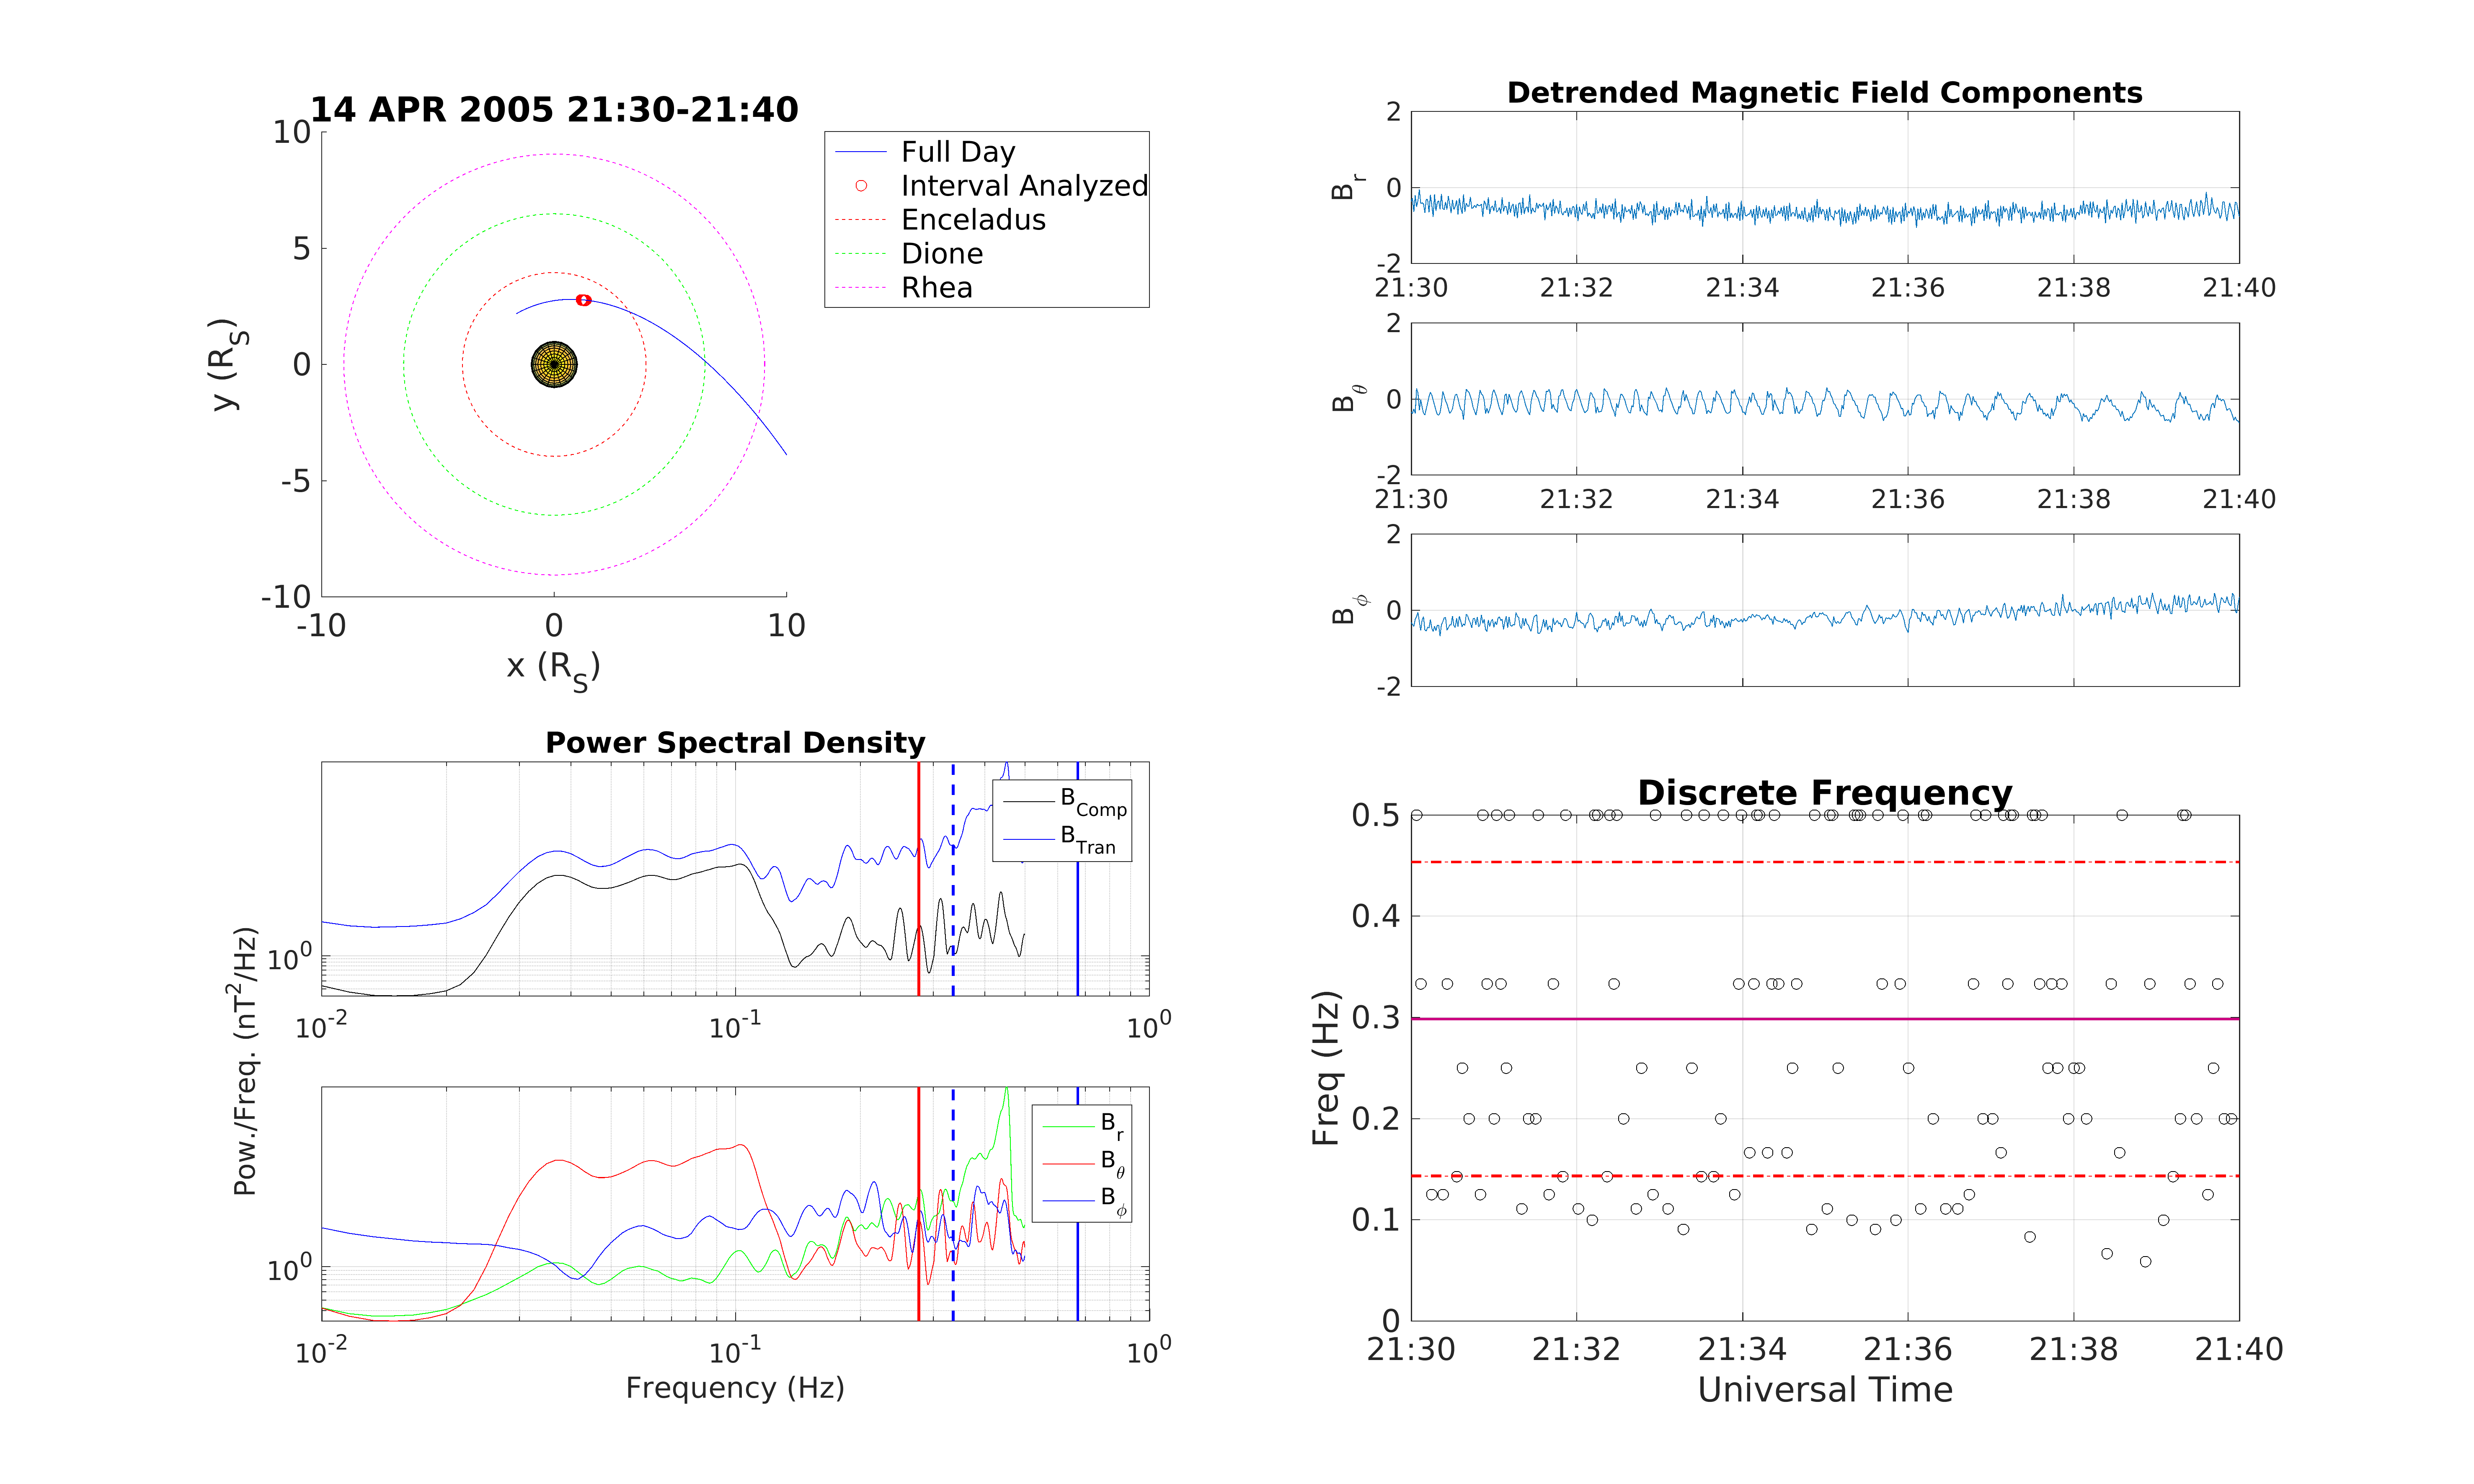 14 APR 2005 21:30-21:40
10
5
0
-5
-10
-10 0 10
y (R_S)
x (R_S)
Full Day
Interval Analyzed
Enceladus
Dione
Rhea
Detrended Magnetic Field Components
B_r
2
0
-2
21:30 21:32 21:34 21:36 21:38 21:40
B_θ
2
0
-2
21:30 21:32 21:34 21:36 21:38 21:40
B_ϕ
2
0
-2
Power Spectral Density
10^0
10^-2 10^-1 10^0
B_Comp
B_Tran
Pow./Freq. (nT^2/Hz)
10^0
10^-2 10^-1 10^0
B_r
B_θ
B_ϕ
Frequency (Hz)
Discrete Frequency
0.5
0.4
0.3
0.2
0.1
0
Freq (Hz)
21:30 21:32 21:34 21:36 21:38 21:40
Universal Time